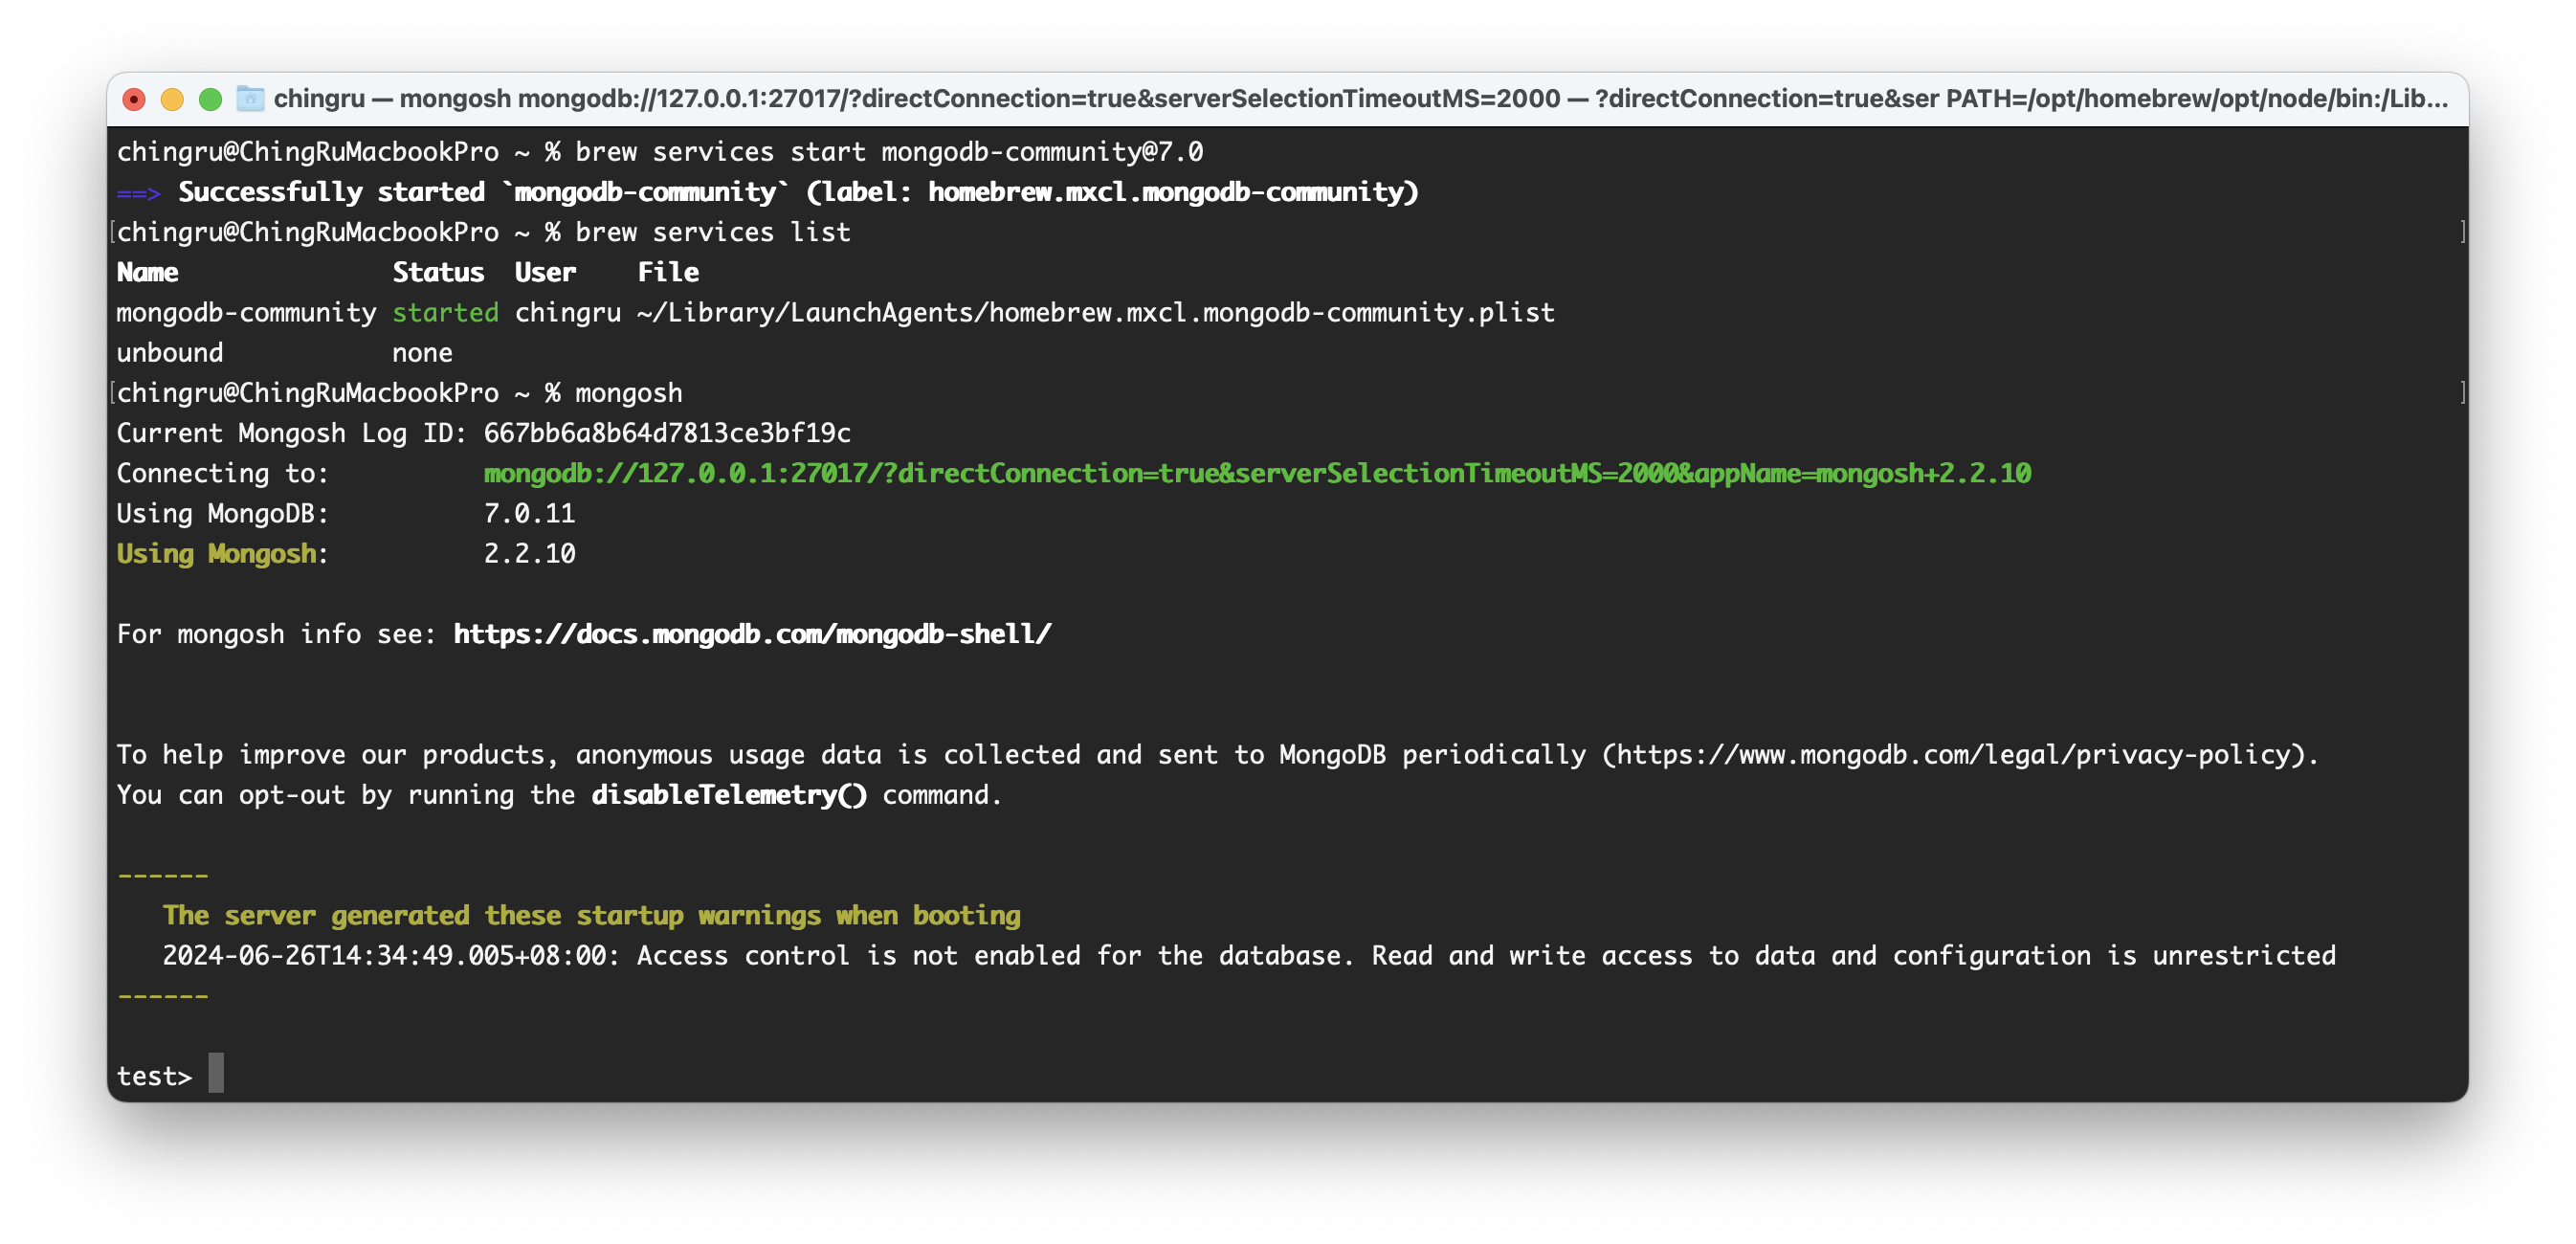 chingru — mongosh mongodb://127.0.0.1:27017/?directConnection=true&serverSelectionTimeoutMS=2000 — ?directConnection=true&ser PATH=/opt/homebrew/opt/node/bin:/Lib...
chingru@ChingRuMacbookPro ~ % brew services start mongodb-community@7.0
==> Successfully started `mongodb-community` (label: homebrew.mxcl.mongodb-community)
[chingru@ChingRuMacbookPro ~ % brew services list ]
Name Status User File
mongodb-community started chingru ~/Library/LaunchAgents/homebrew.mxcl.mongodb-community.plist
unbound none
[chingru@ChingRuMacbookPro ~ % mongosh ]
Current Mongosh Log ID: 667bb6a8b64d7813ce3bf19c
Connecting to: mongodb://127.0.0.1:27017/?directConnection=true&serverSelectionTimeoutMS=2000&appName=mongosh+2.2.10
Using MongoDB: 7.0.11
Using Mongosh: 2.2.10
For mongosh info see: https://docs.mongodb.com/mongodb-shell/
To help improve our products, anonymous usage data is collected and sent to MongoDB periodically (https://www.mongodb.com/legal/privacy-policy).
You can opt-out by running the disableTelemetry() command.
------
The server generated these startup warnings when booting
2024-06-26T14:34:49.005+08:00: Access control is not enabled for the database. Read and write access to data and configuration is unrestricted
------
test>